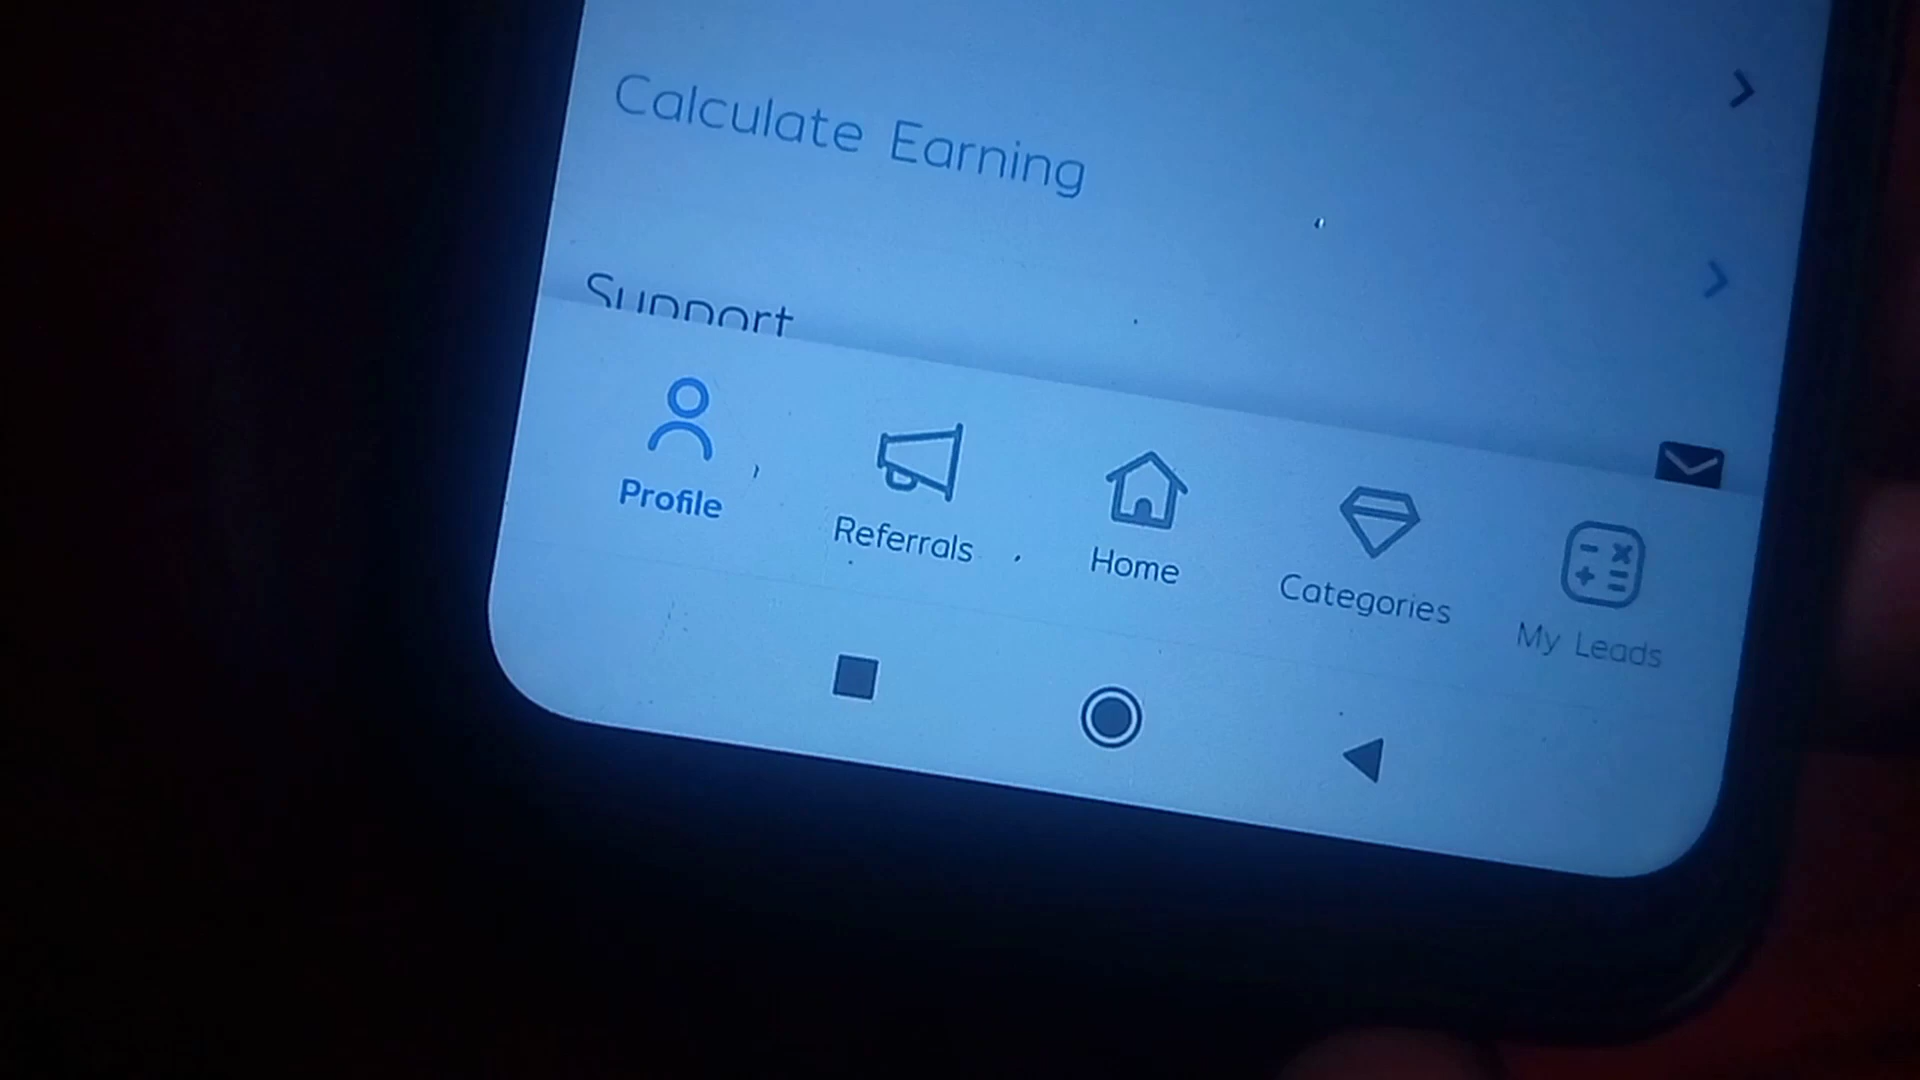 Calculate Earning
Support
Profile
Referrals
Home
Categories
My Leads